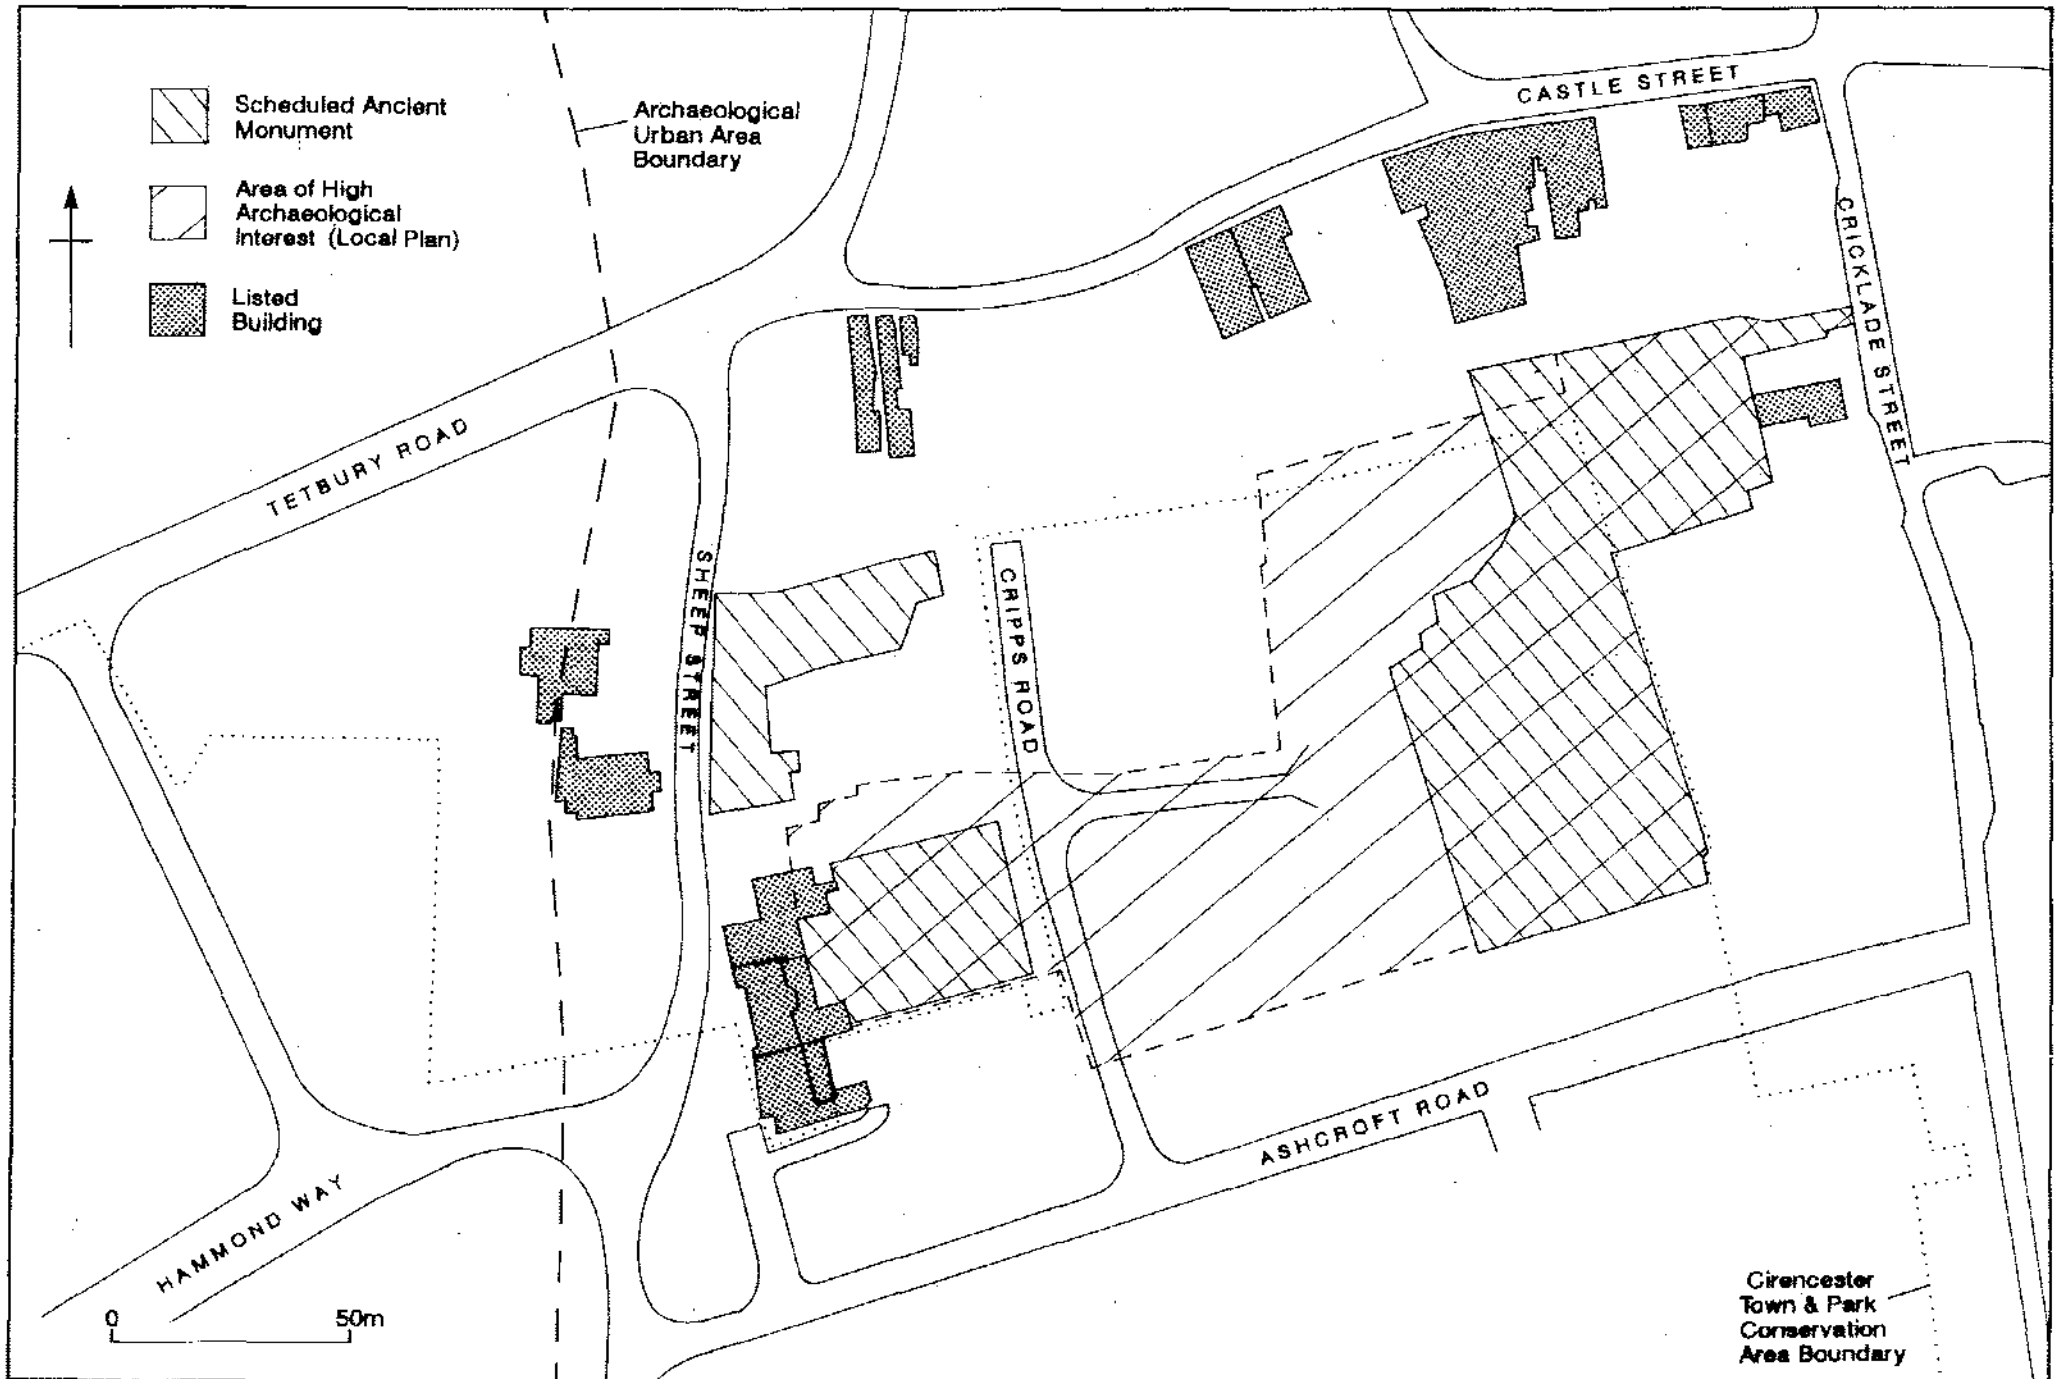 Scheduled Ancient
Monument
Area of High
Archaeological
Interest (Local Plan)
Listed
Building
Archaeological
Urban Area
Boundary
CASTLE STREET
CRICKLADE STREET
TETBURY ROAD
SHEEP STREET
CRIPPS ROAD
ASHCROFT ROAD
HAMMOND WAY
0 50m
Cirencester
Town & Park
Conservation
Area Boundary